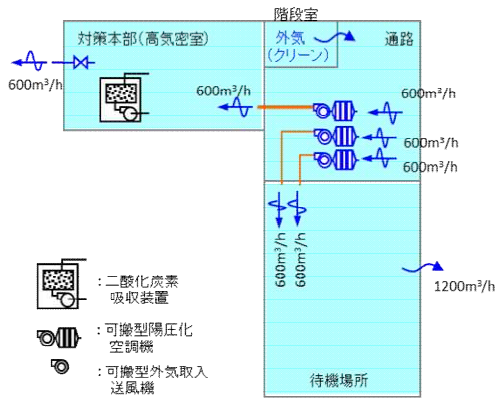 階段室
対策本部(高気密室)
外気
(クリーン)
通路
600m³/h
600m³/h
600m³/h
600m³/h
600m³/h
600m³/h
600m³/h
1200m³/h
:二酸化炭素
吸収装置
:可搬型陽圧化
空調機
:可搬型外気取入
送風機
待機場所